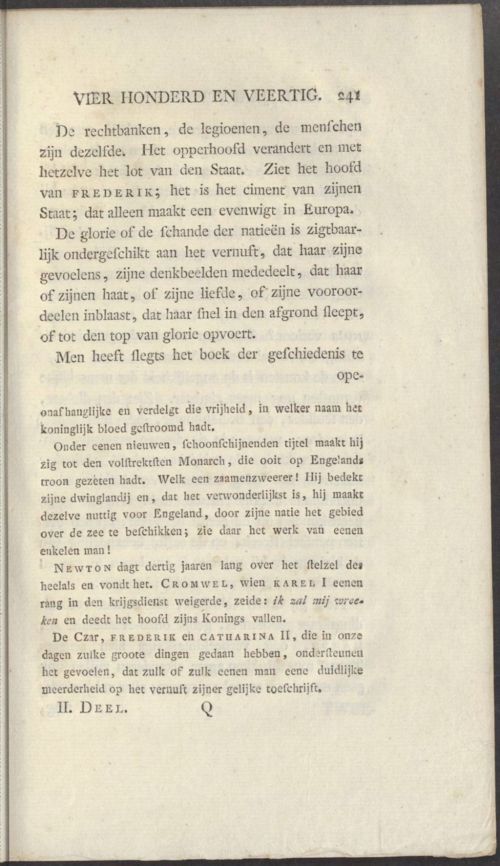 VIER HONDERD EN VEERTIG. 241
De rechtbanken, de legioenen, de menſchen
zijn dezelfde. Het opperhoofd verandert en met
hetzelve het lot van den Staat. Ziet het hoofd
van FREDERIK; het is het ciment van zijnen
Staat; dat alleen maakt een evenwigt in Europa.
De glorie of de ſchande der natieën is zigtbaar-
lijk ondergeſchikt aan het vernuft, dat haar zijne
gevoelens, zijne denkbeelden mededeelt, dat haar
of zijnen haat, of zijne liefde, of zijne vooroor-
deelen inblaast, dat haar ſnel in den afgrond ſleept,
of tot den top van glorie opvoert.
Men heeft ſlegts het boek der geſchiedenis te
ope-
onafhanglijke en verdelgt die vrijheid, in welker naam het
koninglijk bloed geſtroomd hadt.
Onder eenen nieuwen, ſchoonſchijnenden tijtel maakt hij
zig tot den volſtrektſten Monarch, die ooit op Engelands
troon gezeten hadt. Welk een zaamenzweerer! Hij bedekt
zijne dwinglandij en, dat het verwonderlijkst is, hij maakt
dezelve nuttig voor Engeland, door zijne natie het gebied
over de zee te beſchikken; zie daar het werk van eenen
enkelen man!
NEWTON dagt dertig jaaren lang over het ſtelzel des
heelals en vondt het. CROMWEL, wien KAREL I eenen
rang in den krijgsdienst weigerde, zeide: ik zal mij wree-
ken en deedt het hoofd zijns Konings vallen.
De Czar, FREDERIK en CATHARINA II, die in onze
dagen zulke groote dingen gedaan hebben, onderſteunen
het gevoelen, dat zulk of zulk eenen man eene duidlijke
meerderheid op het vernuft zijner gelijke toeſchrijft.
II. DEEL. Q